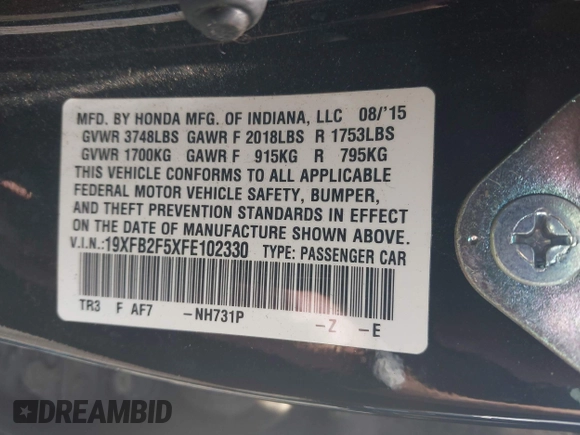 MFD. BY HONDA MFG. OF INDIANA, LLC 08/'15
GVWR 3748LBS GAWR F 2018LBS R 1753LBS
GVWR 1700KG GAWR F 915KG R 795KG
THIS VEHICLE CONFORMS TO ALL APPLICABLE
FEDERAL MOTOR VEHICLE SAFETY, BUMPER,
AND THEFT PREVENTION STANDARDS IN EFFECT
ON THE DATE OF MANUFACTURE SHOWN ABOVE.
V.I.N.:19XFB2F5XFE102330 TYPE: PASSENGER CAR
TR3 F AF7 -NH731P -Z -E
DREAMBID